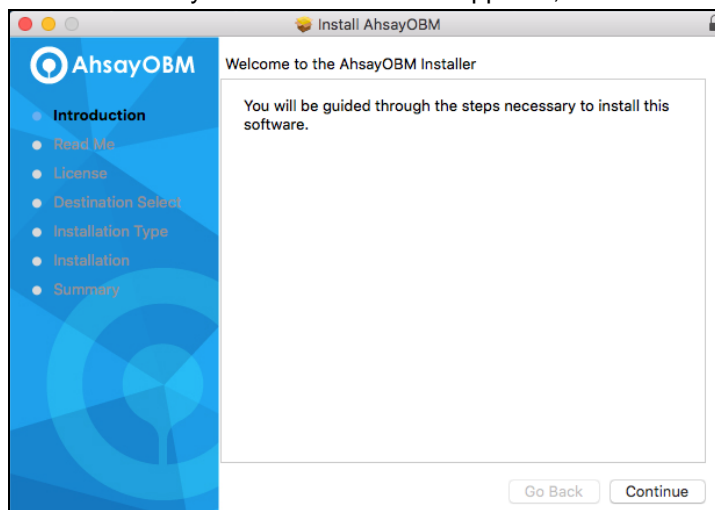 Install AhsayOBM
AhsayOBM
Welcome to the AhsayOBM Installer
Introduction
Read Me
License
Destination Select
Installation Type
Installation
Summary
You will be guided through the steps necessary to install this
software.
Go Back
Continue